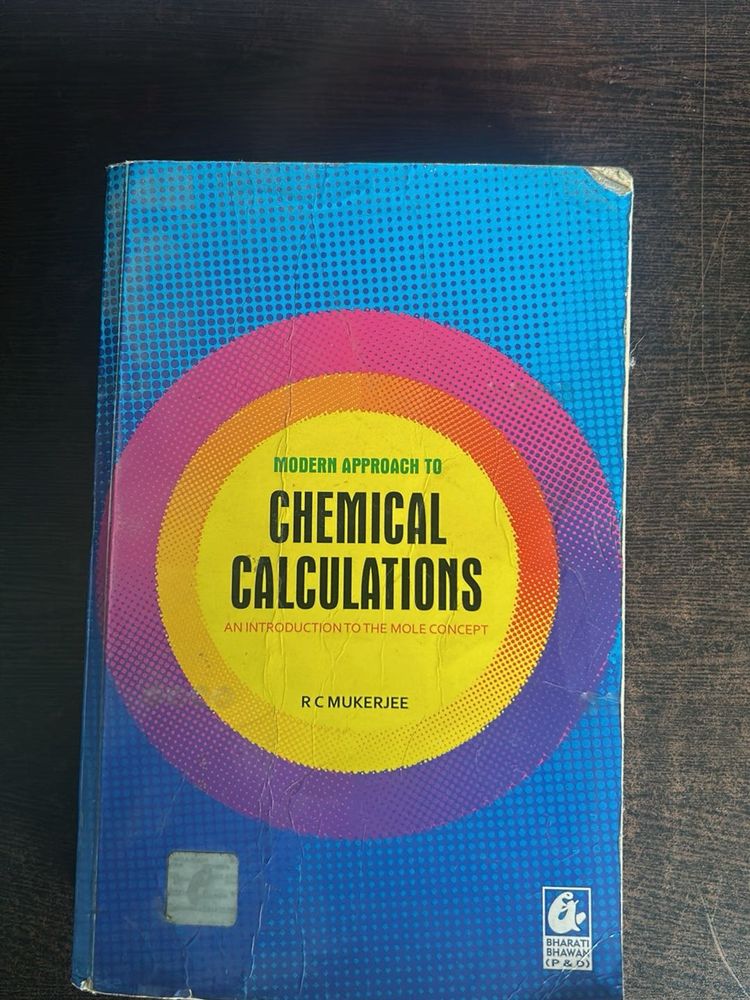 MODERN APPROACH TO
CHEMICAL
CALCULATIONS
AN INTRODUCTION TO THE MOLE CONCEPT
R C MUKERJEE
BHARATI
BHAWAN
(P & D)